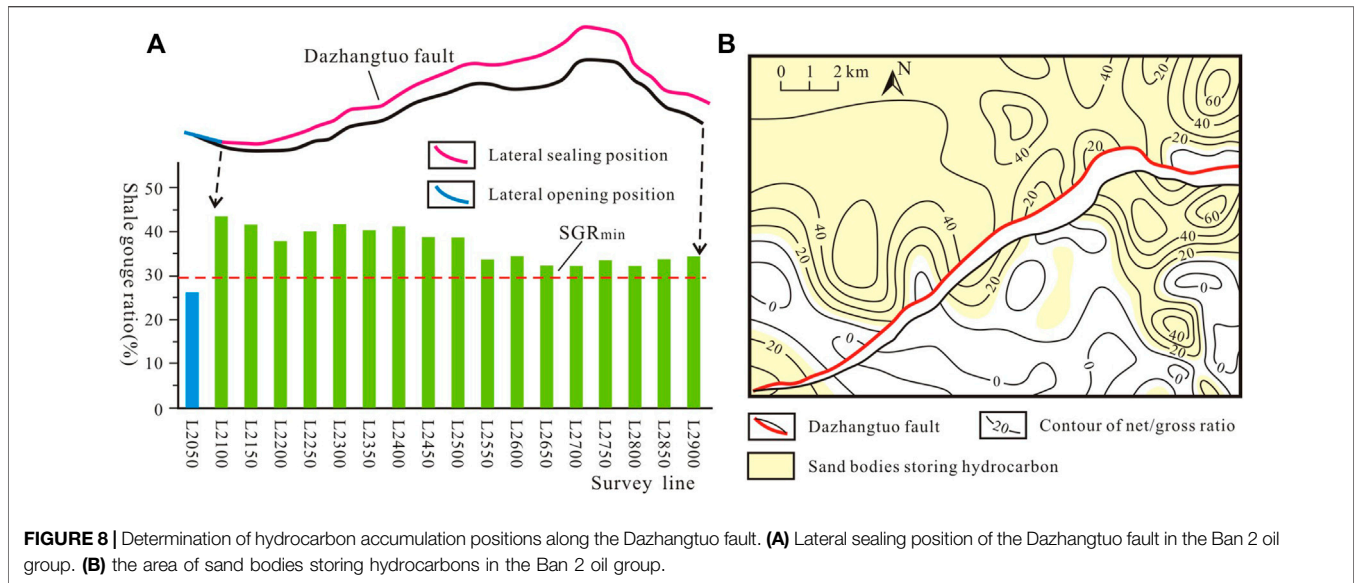 A
Dazhangtuo fault
Lateral sealing position
Lateral opening position
Shale gouge ratio(%)
50
40
30
20
10
0
SGRmin
L2050
L2100
L2150
L2200
L2250
L2300
L2350
L2400
L2450
L2500
L2550
L2600
L2650
L2700
L2750
L2800
L2850
L2900
Survey line
B
0 1 2 km
N
40
20
60
40
20
40
20
20
40
40
20
60
40
20
20
0
20
0
0
40
20
0
0
0
20
Dazhangtuo fault
20
Contour of net/gross ratio
Sand bodies storing hydrocarbon
FIGURE 8 | Determination of hydrocarbon accumulation positions along the Dazhangtuo fault. (A) Lateral sealing position of the Dazhangtuo fault in the Ban 2 oil
group. (B) the area of sand bodies storing hydrocarbons in the Ban 2 oil group.